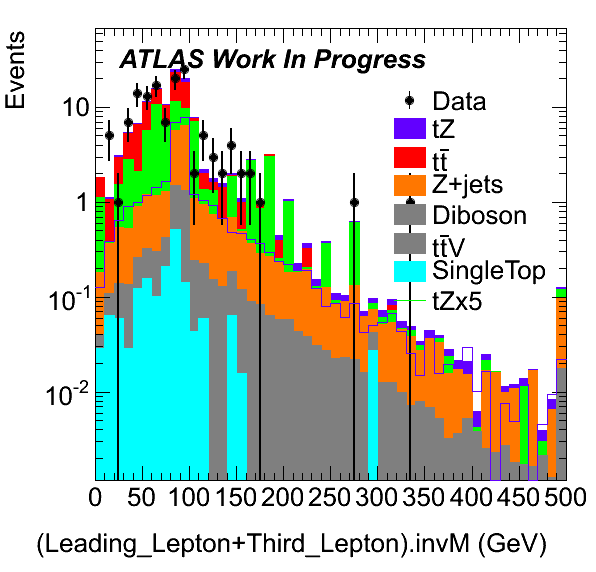 Events
ATLAS Work In Progress
Data
tZ
tt̄
Z+jets
Diboson
tt̄V
SingleTop
tZx5
10
1
10⁻¹
10⁻²
0 50 100 150 200 250 300 350 400 450 500
(Leading_Lepton+Third_Lepton).invM (GeV)